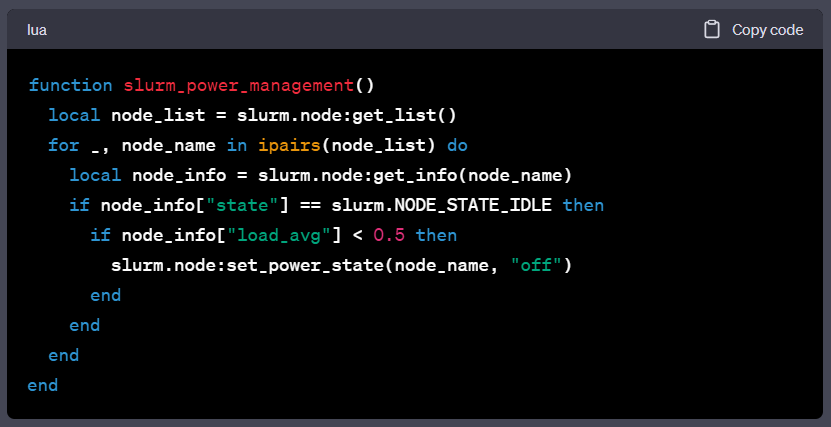 lua
Copy code
function slurm_power_management()
  local node_list = slurm.node:get_list()
  for _, node_name in ipairs(node_list) do
    local node_info = slurm.node:get_info(node_name)
    if node_info["state"] == slurm.NODE_STATE_IDLE then
      if node_info["load_avg"] < 0.5 then
        slurm.node:set_power_state(node_name, "off")
      end
    end
  end
end